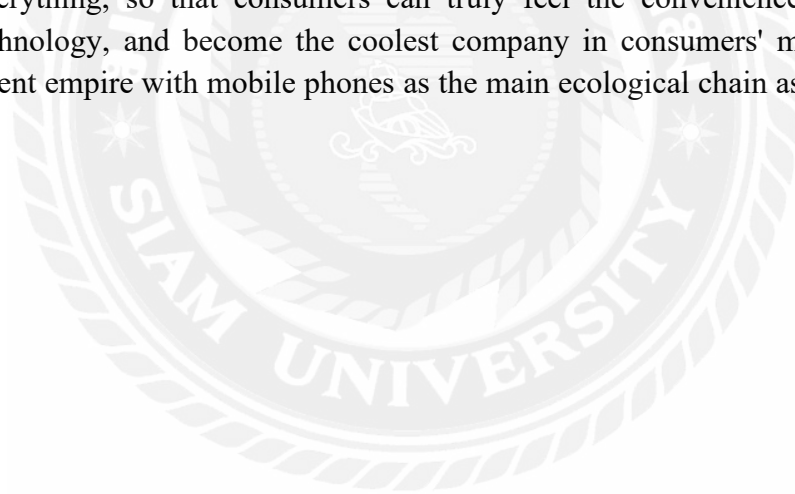 erything, so that consumers can truly feel the convenience
hnology, and become the coolest company in consumers' m
ent empire with mobile phones as the main ecological chain as
SIAM UNIVERSITY